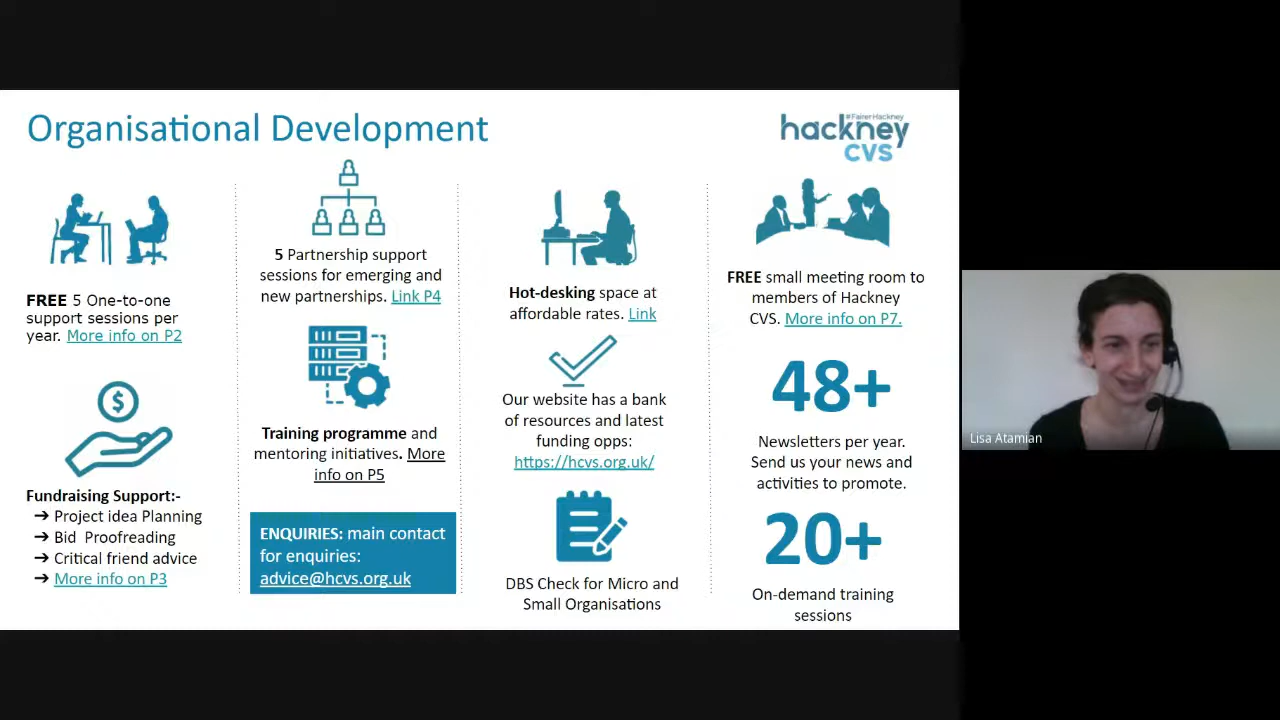 Organisational Development
#FairerHackney
hackney
CVS
FREE 5 One-to-one
support sessions per
year. More info on P2
Fundraising Support:-
➔ Project idea Planning
➔ Bid Proofreading
➔ Critical friend advice
➔ More info on P3
5 Partnership support
sessions for emerging and
new partnerships. Link P4
Training programme and
mentoring initiatives. More
info on P5
ENQUIRIES: main contact
for enquiries:
advice@hcvs.org.uk
Hot-desking space at
affordable rates. Link
Our website has a bank
of resources and latest
funding opps:
https://hcvs.org.uk/
DBS Check for Micro and
Small Organisations
FREE small meeting room to
members of Hackney
CVS. More info on P7.
48+
Newsletters per year.
Send us your news and
activities to promote.
20+
On-demand training
sessions
Lisa Atamian